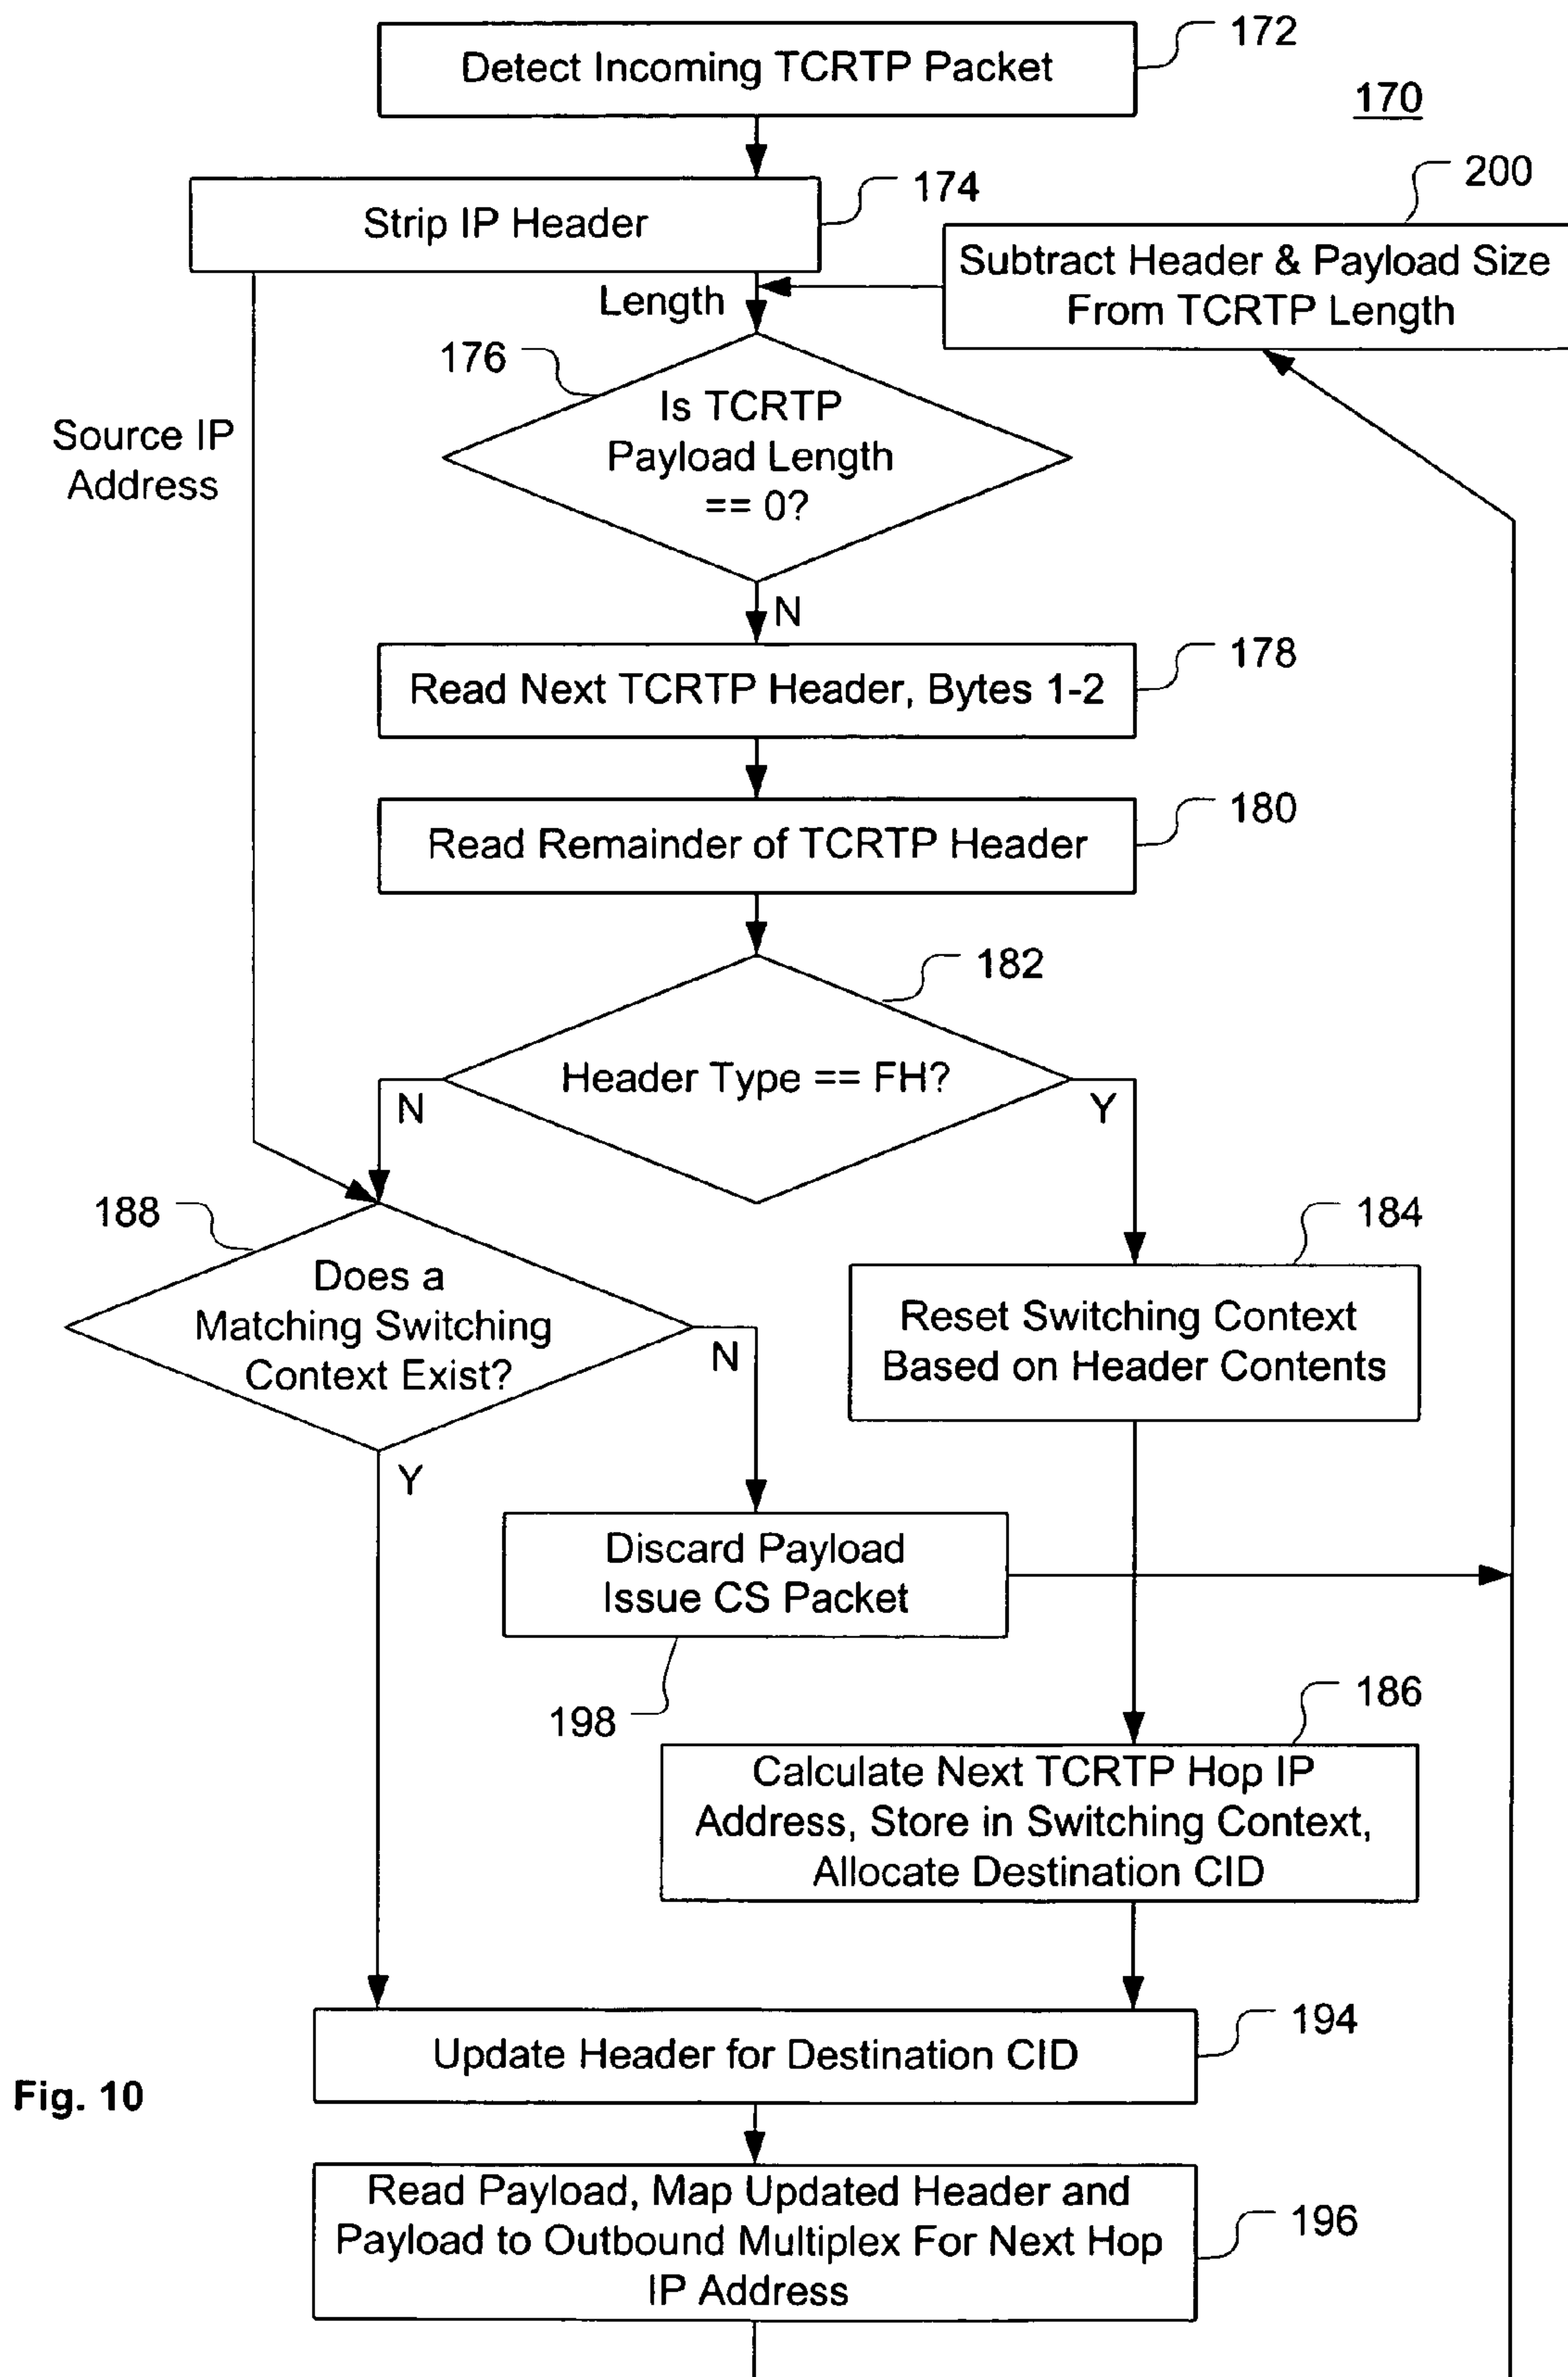 Detect Incoming TCRTP Packet
172
170
Strip IP Header
174
200
Subtract Header & Payload Size
From TCRTP Length
Length
176
Is TCRTP
Payload Length
== 0?
Source IP
Address
N
Read Next TCRTP Header, Bytes 1-2
178
Read Remainder of TCRTP Header
180
182
Header Type == FH?
N
Y
188
Does a
Matching Switching
Context Exist?
N
Y
184
Reset Switching Context
Based on Header Contents
Discard Payload
Issue CS Packet
198
186
Calculate Next TCRTP Hop IP
Address, Store in Switching Context,
Allocate Destination CID
194
Update Header for Destination CID
Fig. 10
Read Payload, Map Updated Header and
Payload to Outbound Multiplex For Next Hop
IP Address
196